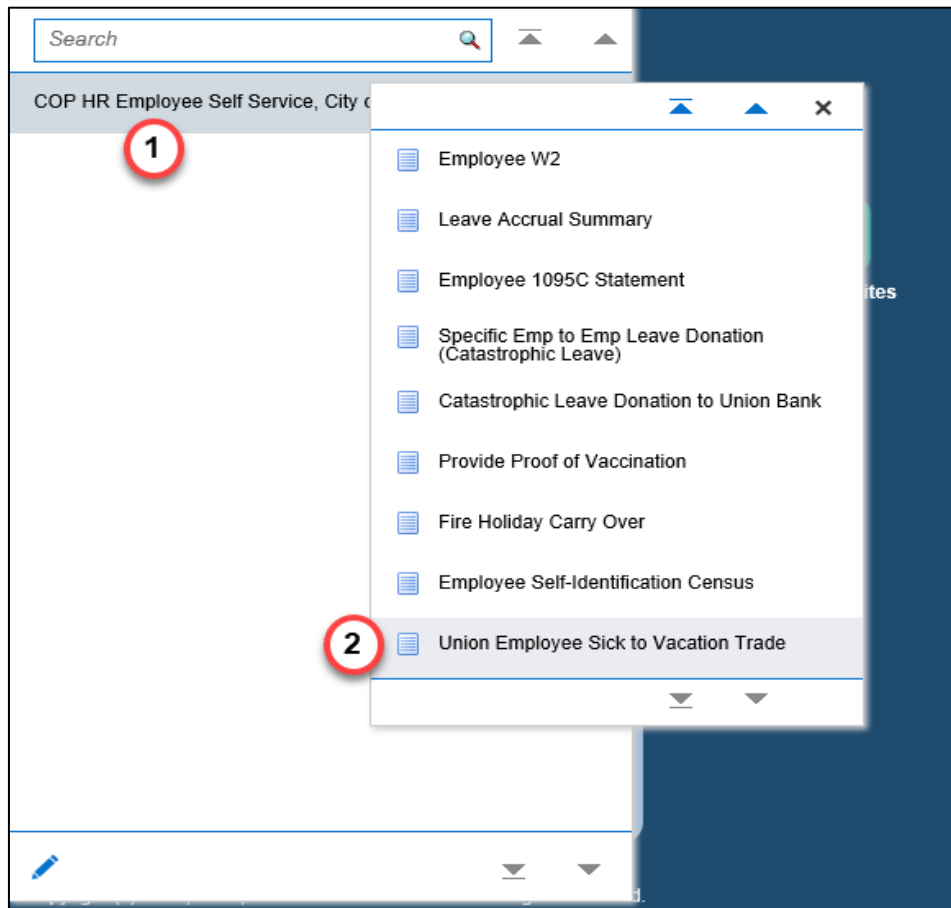 Search
COP HR Employee Self Service, City
1
Employee W2
Leave Accrual Summary
Employee 1095C Statement
ites
Specific Emp to Emp Leave Donation
(Catastrophic Leave)
Catastrophic Leave Donation to Union Bank
Provide Proof of Vaccination
Fire Holiday Carry Over
Employee Self-Identification Census
2
Union Employee Sick to Vacation Trade